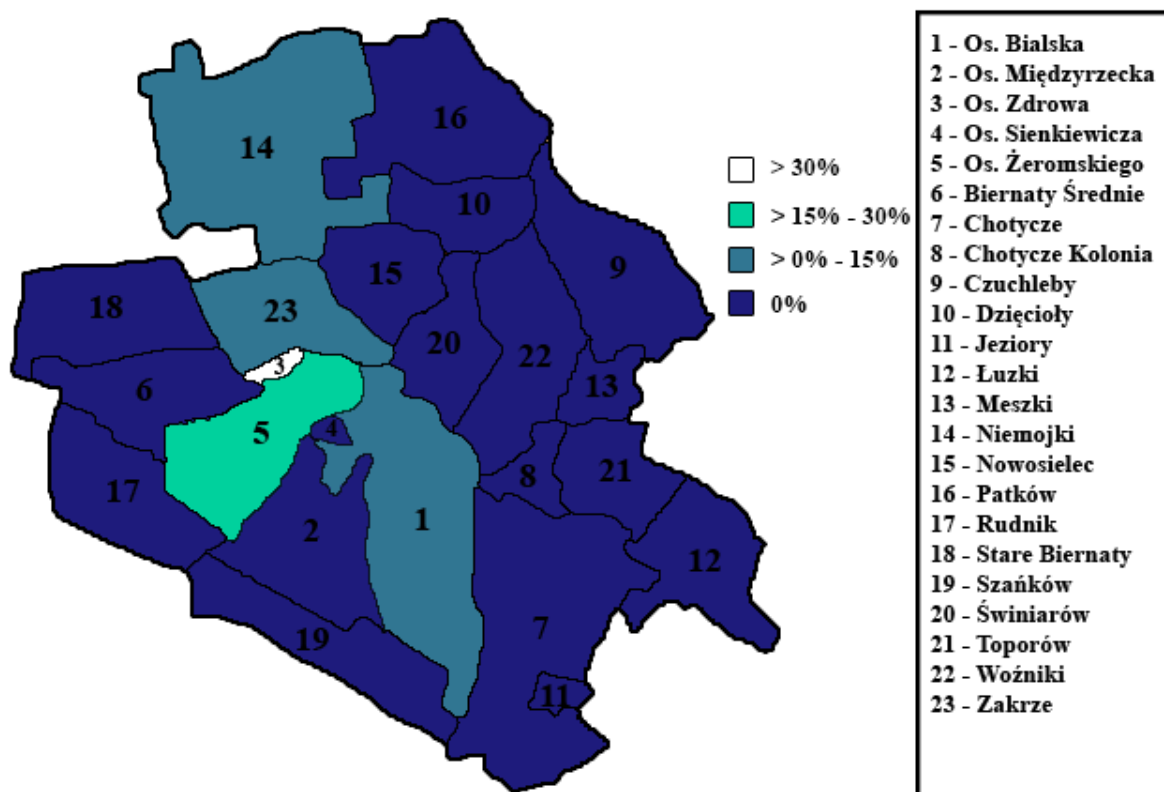 14
16
10
9
15
18
23
20
22
3
13
6
5
4
8
21
17
2
1
12
7
19
11
> 30%
> 15% - 30%
> 0% - 15%
0%
1 - Os. Bialska
2 - Os. Międzyrzecka
3 - Os. Zdrowa
4 - Os. Sienkiewicza
5 - Os. Żeromskiego
6 - Biernaty Średnie
7 - Chotycze
8 - Chotycze Kolonia
9 - Czuchleby
10 - Dzięcioły
11 - Jeziory
12 - Łuzki
13 - Meszki
14 - Niemojki
15 - Nowosielec
16 - Patków
17 - Rudnik
18 - Stare Biernaty
19 - Szańków
20 - Świniarów
21 - Toporów
22 - Woźniki
23 - Zakrze